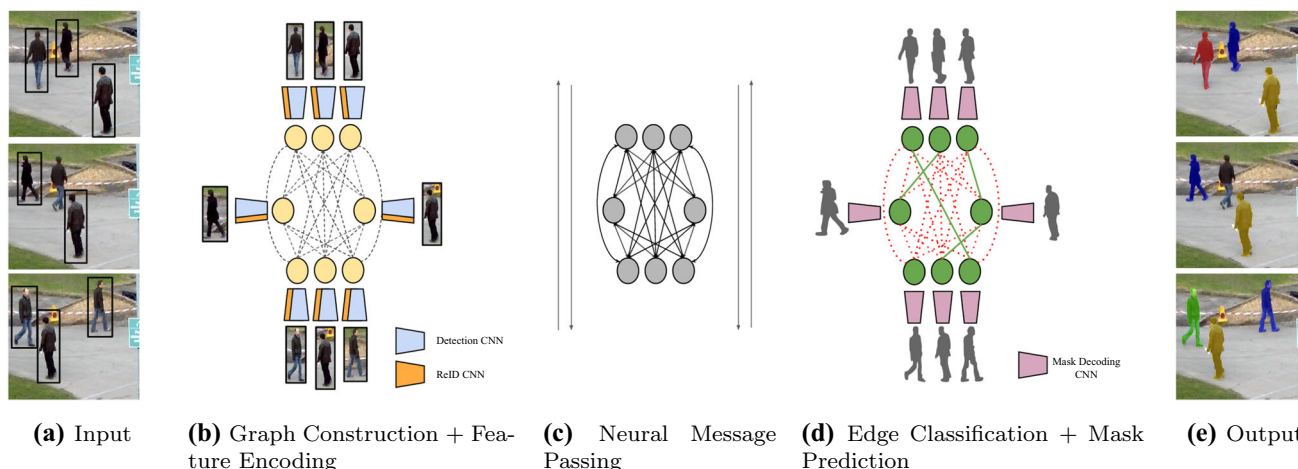 Detection CNN
ReID CNN
Mask Decoding
CNN
(a) Input
(b) Graph Construction + Fea-
ture Encoding
(c) Neural Message
Passing
(d) Edge Classification + Mask
Prediction
(e) Output